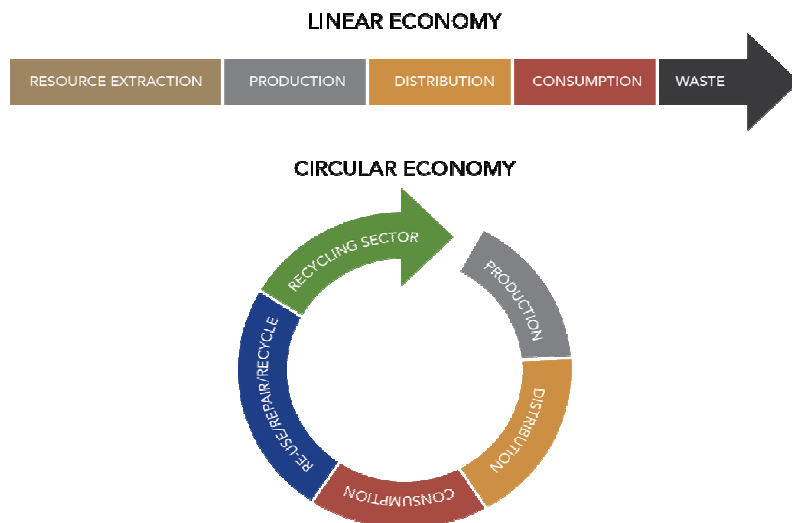 LINEAR ECONOMY
RESOURCE EXTRACTION
PRODUCTION
DISTRIBUTION
CONSUMPTION
WASTE
CIRCULAR ECONOMY
RECYCLING SECTOR
PRODUCTION
DISTRIBUTION
CONSUMPTION
RE-USE/REPAIR/RECYCLE